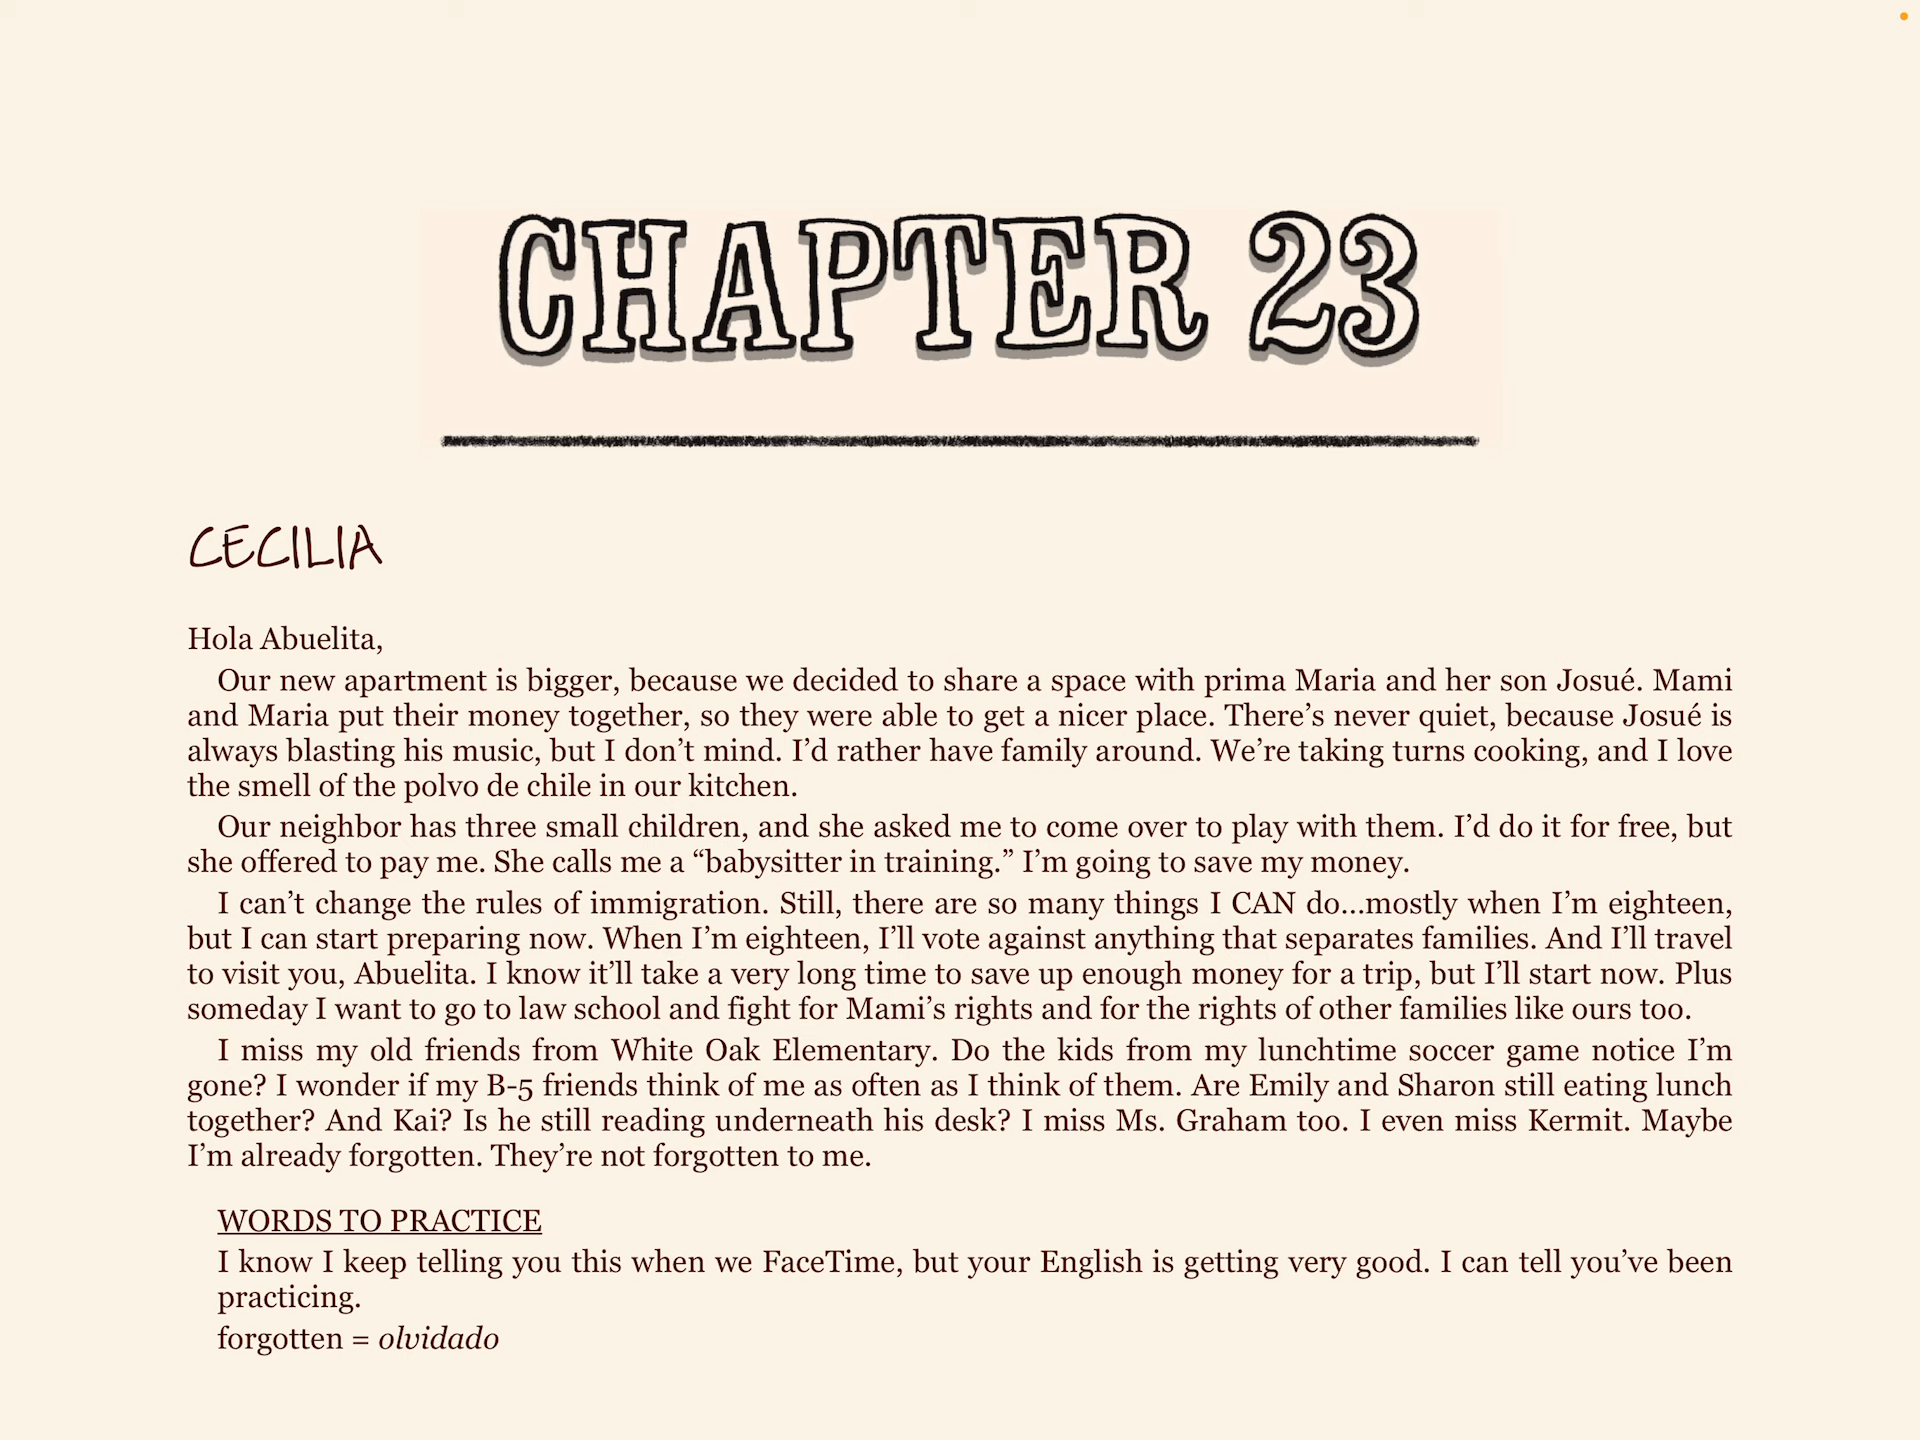 CHAPTER 23
CECILIA
Hola Abuelita,
Our new apartment is bigger, because we decided to share a space with prima Maria and her son Josué. Mami
and Maria put their money together, so they were able to get a nicer place. There’s never quiet, because Josué is
always blasting his music, but I don’t mind. I’d rather have family around. We’re taking turns cooking, and I love
the smell of the polvo de chile in our kitchen.
Our neighbor has three small children, and she asked me to come over to play with them. I’d do it for free, but
she offered to pay me. She calls me a “babysitter in training.” I’m going to save my money.
I can’t change the rules of immigration. Still, there are so many things I CAN do...mostly when I’m eighteen,
but I can start preparing now. When I’m eighteen, I’ll vote against anything that separates families. And I’ll travel
to visit you, Abuelita. I know it’ll take a very long time to save up enough money for a trip, but I’ll start now. Plus
someday I want to go to law school and fight for Mami’s rights and for the rights of other families like ours too.
I miss my old friends from White Oak Elementary. Do the kids from my lunchtime soccer game notice I’m
gone? I wonder if my B-5 friends think of me as often as I think of them. Are Emily and Sharon still eating lunch
together? And Kai? Is he still reading underneath his desk? I miss Ms. Graham too. I even miss Kermit. Maybe
I’m already forgotten. They’re not forgotten to me.
WORDS TO PRACTICE
I know I keep telling you this when we FaceTime, but your English is getting very good. I can tell you’ve been
practicing.
forgotten = olvidado